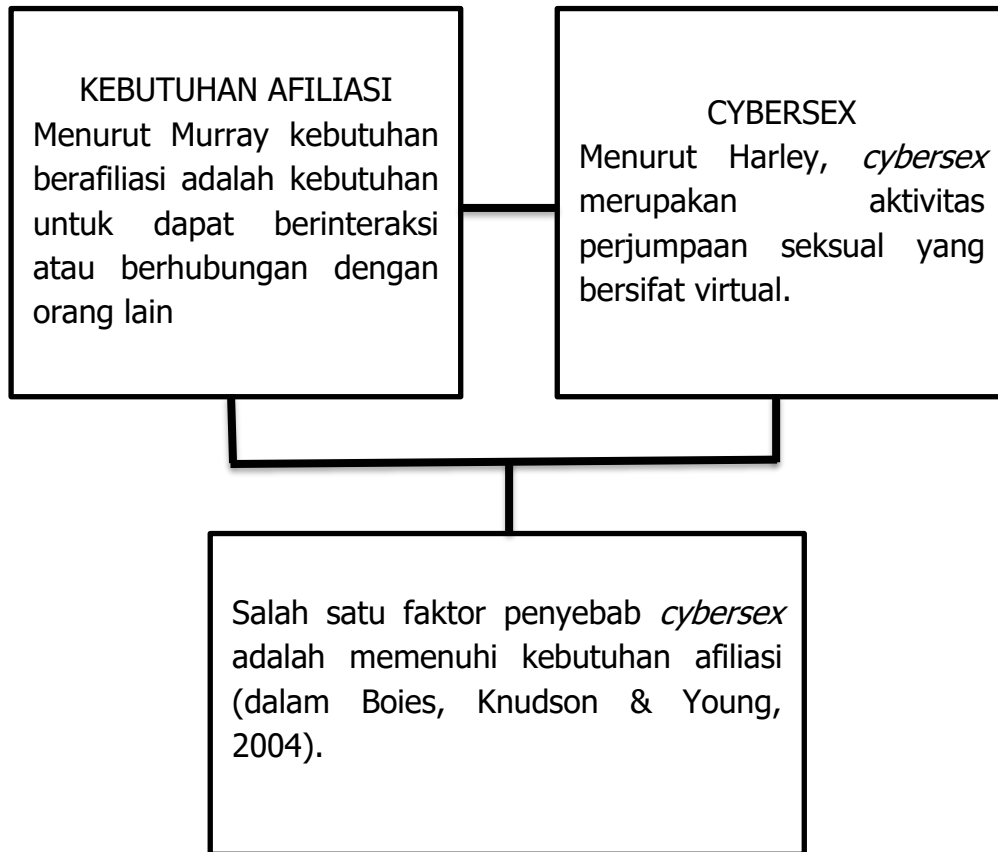 KEBUTUHAN AFILIASI
Menurut Murray kebutuhan
berafiliasi adalah kebutuhan
untuk dapat berinteraksi
atau berhubungan dengan
orang lain
CYBERSEX
Menurut Harley, cybersex
merupakan aktivitas
perjumpaan seksual yang
bersifat virtual.
Salah satu faktor penyebab cybersex
adalah memenuhi kebutuhan afiliasi
(dalam Boies, Knudson & Young,
2004).